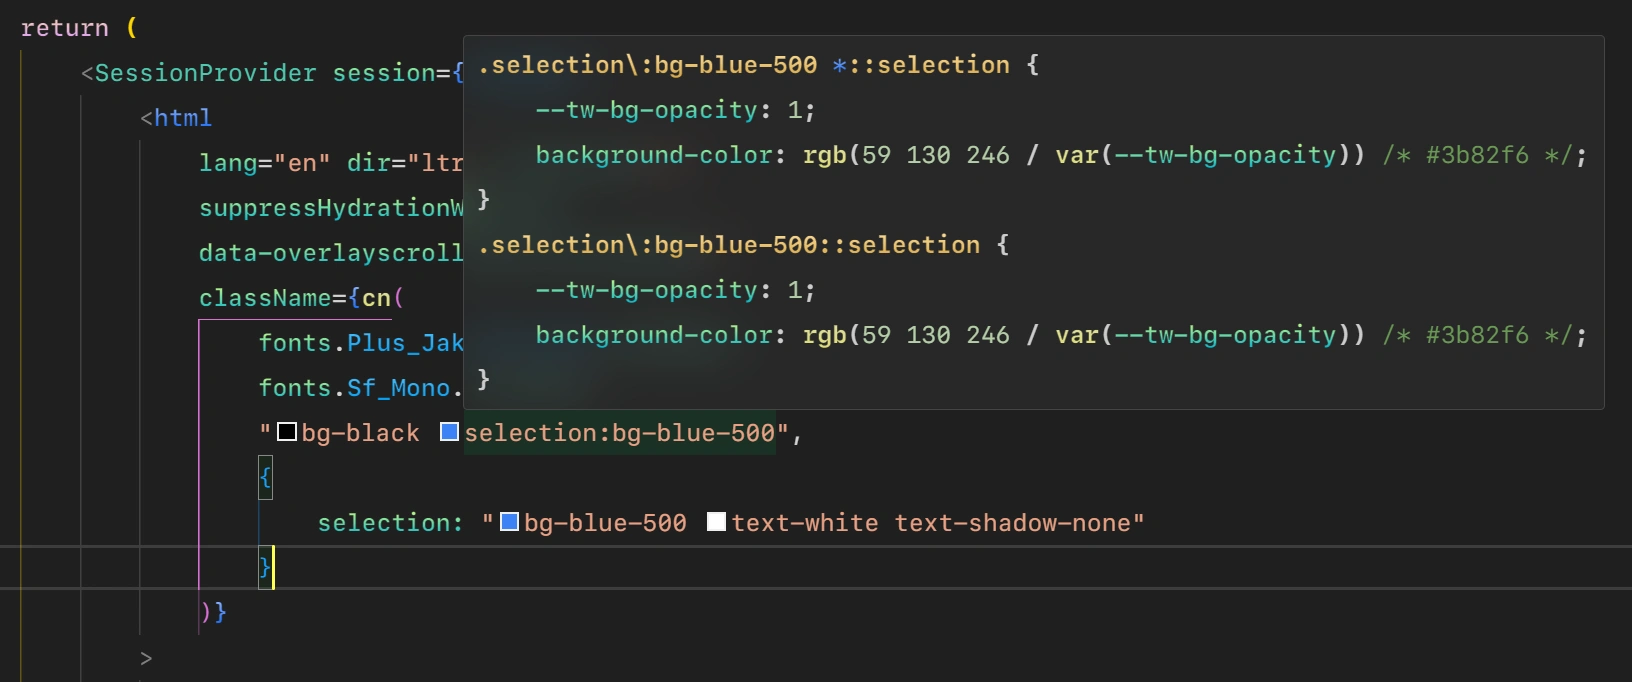 return (
<SessionProvider session={
<html
lang="en" dir="ltr
suppressHydrationW
data-overlayscroll
className={cn(
fonts.Plus_Jak
fonts.Sf_Mono.
.selection\:bg-blue-500 *::selection {
--tw-bg-opacity: 1;
background-color: rgb(59 130 246 / var(--tw-bg-opacity)) /* #3b82f6 */;
}
.selection\:bg-blue-500::selection {
--tw-bg-opacity: 1;
background-color: rgb(59 130 246 / var(--tw-bg-opacity)) /* #3b82f6 */;
}
"bg-black selection:bg-blue-500",
{
selection: "bg-blue-500 text-white text-shadow-none"
}
)}
>